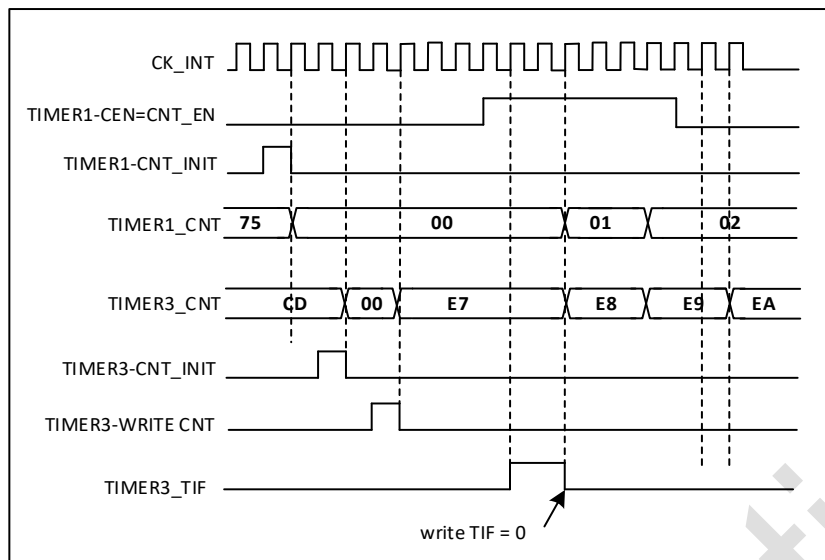 CK_INT
TIMER1-CEN=CNT_EN
TIMER1-CNT_INIT
TIMER1_CNT 75 00 01 02
TIMER3_CNT CD 00 E7 E8 E9 EA
TIMER3-CNT_INIT
TIMER3-WRITE CNT
TIMER3_TIF
write TIF = 0